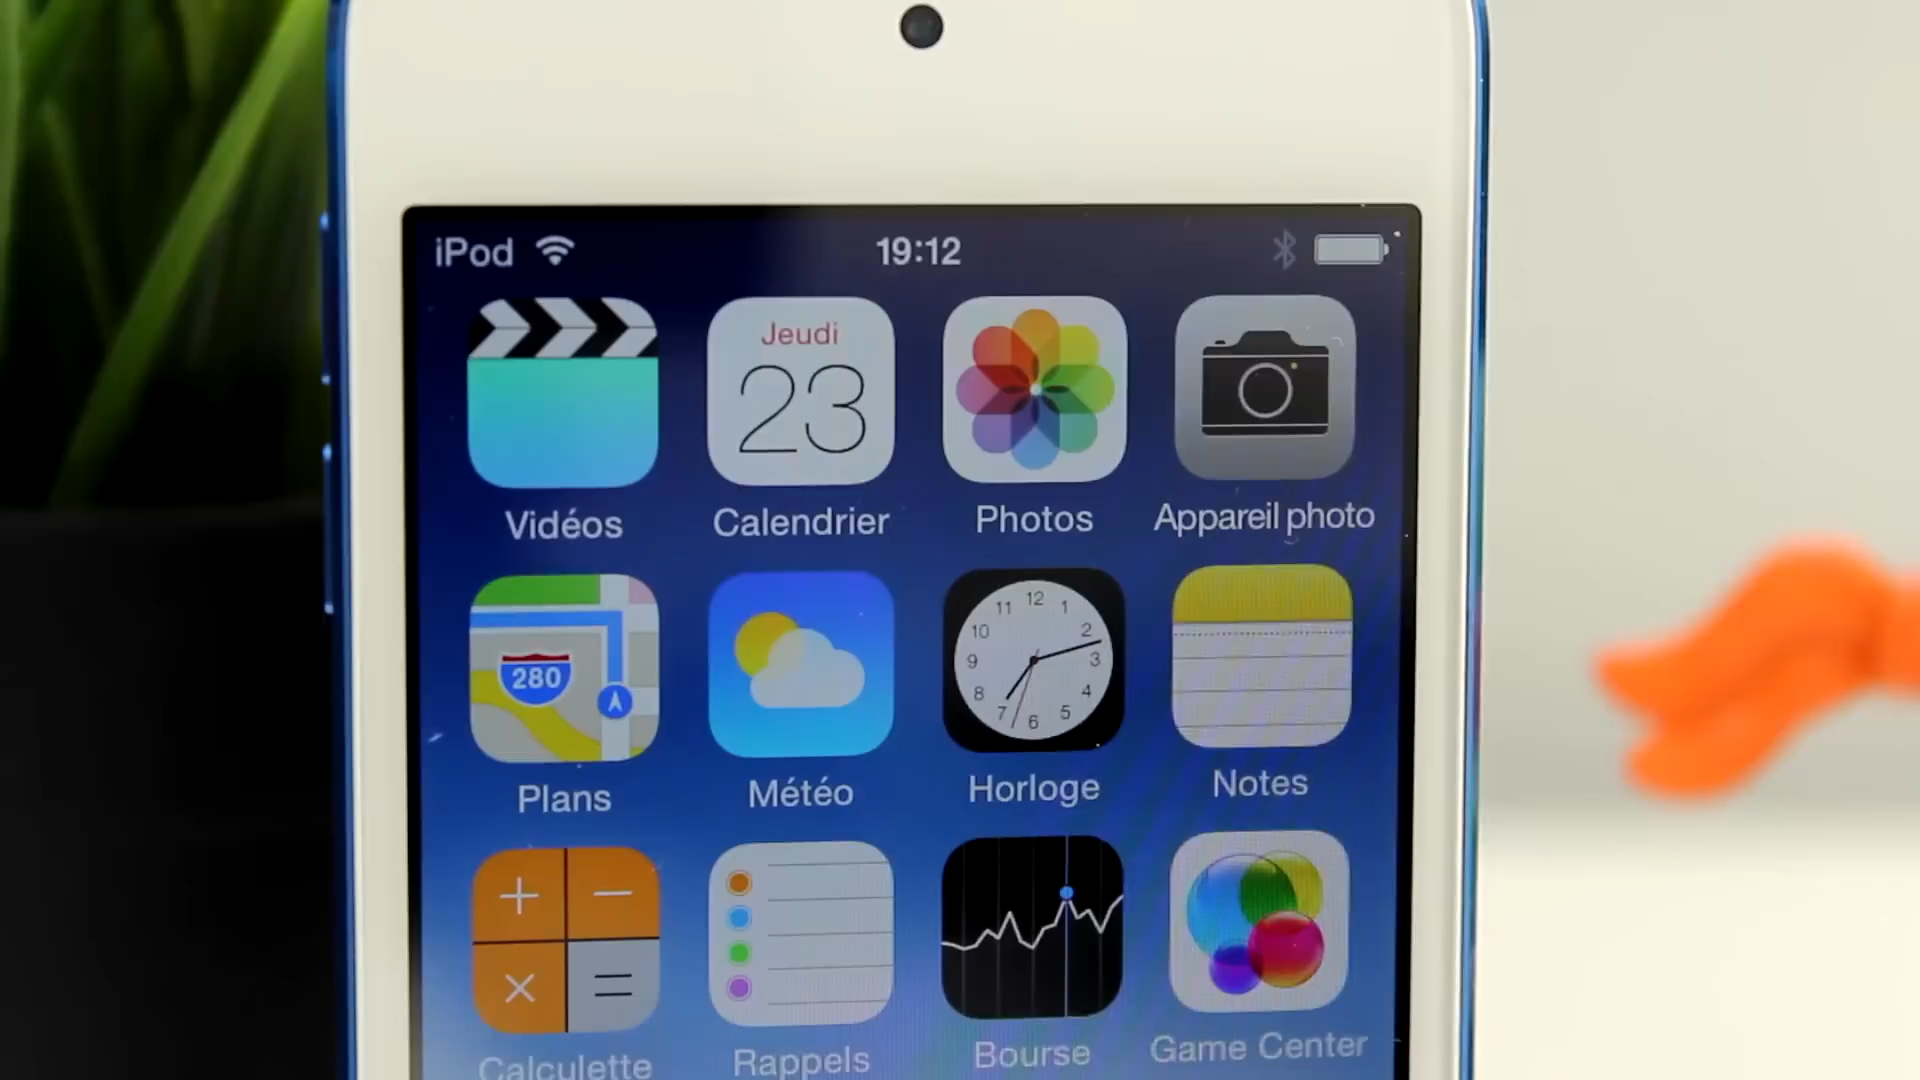 iPod 19:12
Jeudi
23
Vidéos Calendrier Photos Appareil photo
280
12
11 1
10 2
9 3
8 4
7 5
6
Plans Météo Horloge Notes
+ −
× =
Calculette Rappels Bourse Game Center